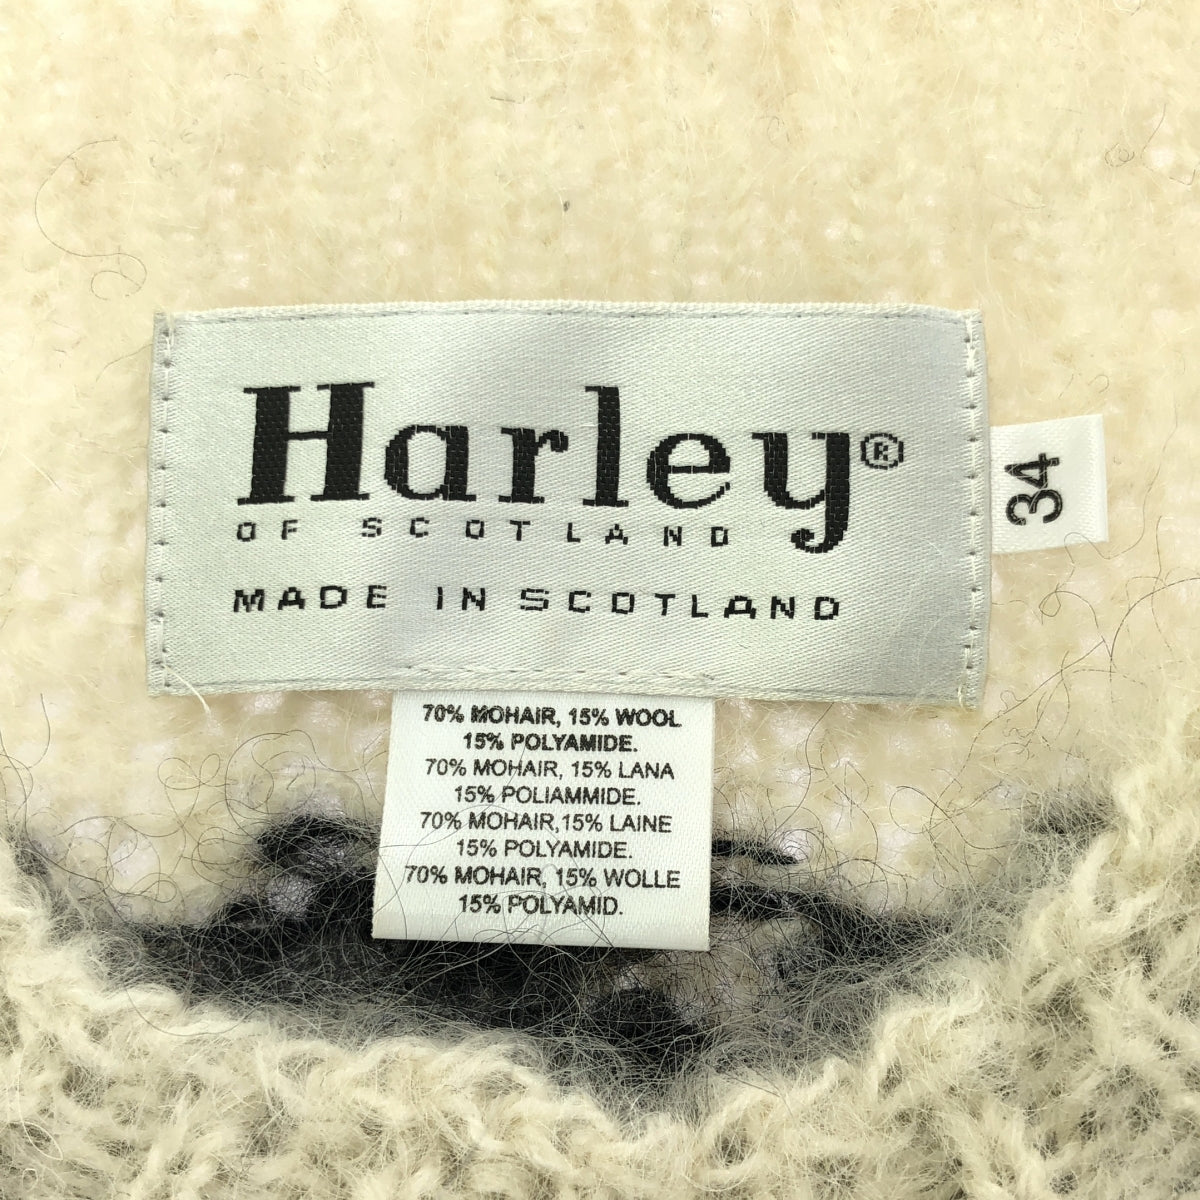 Harley®
OF SCOTLAND
MADE IN SCOTLAND
34
70% MOHAIR, 15% WOOL
15% POLYAMIDE.
70% MOHAIR, 15% LANA
15% POLIAMMIDE.
70% MOHAIR,15% LAINE
15% POLYAMIDE.
70% MOHAIR, 15% WOLLE
15% POLYAMID.